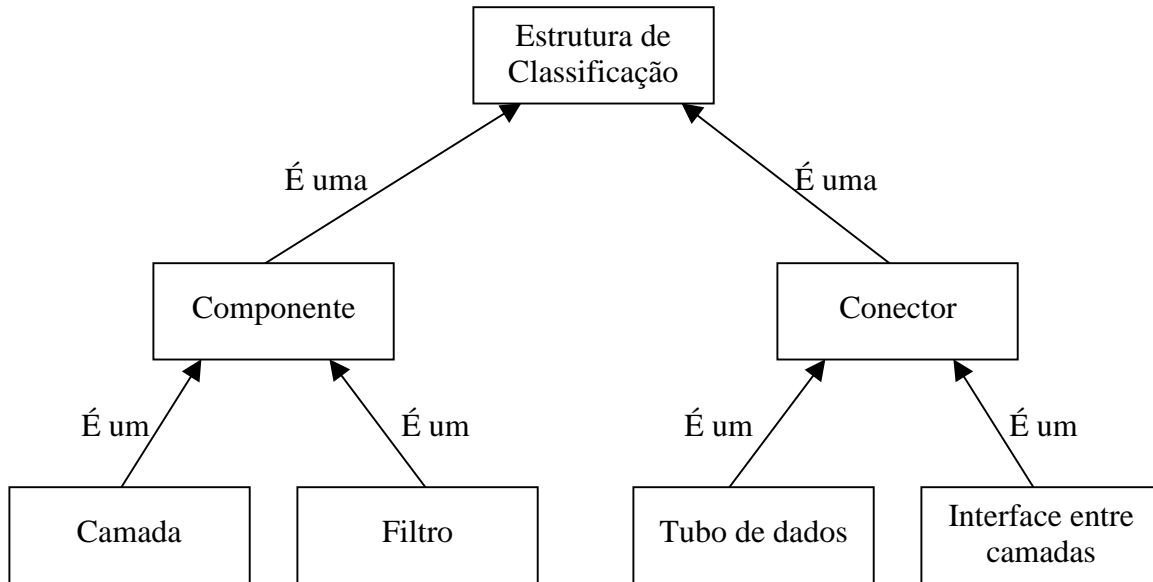 Estrutura de
Classificação
É uma
É uma
Componente
Conector
É um
É um
É um
É um
Camada
Filtro
Tubo de dados
Interface entre
camadas